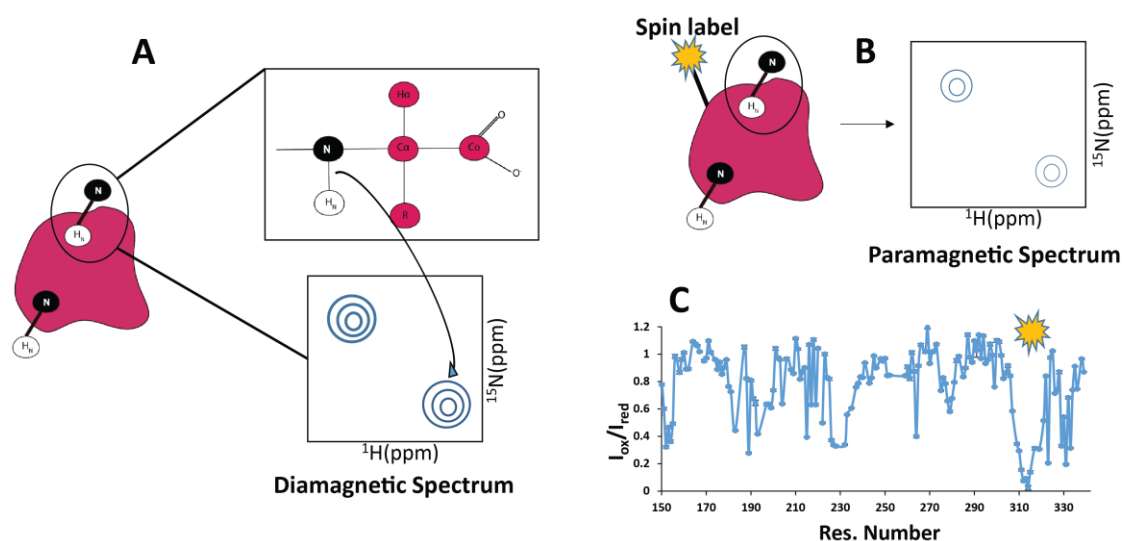 A
N
HN
N
HN
Hα
N
Cα
Co
O
O-
HN
R
15N(ppm)
1H(ppm)
Diamagnetic Spectrum
Spin label
B
N
HN
N
HN
15N(ppm)
1H(ppm)
Paramagnetic Spectrum
C
Iox/Ired
1.2
1
0.8
0.6
0.4
0.2
0
150 170 190 210 230 250 270 290 310 330
Res. Number